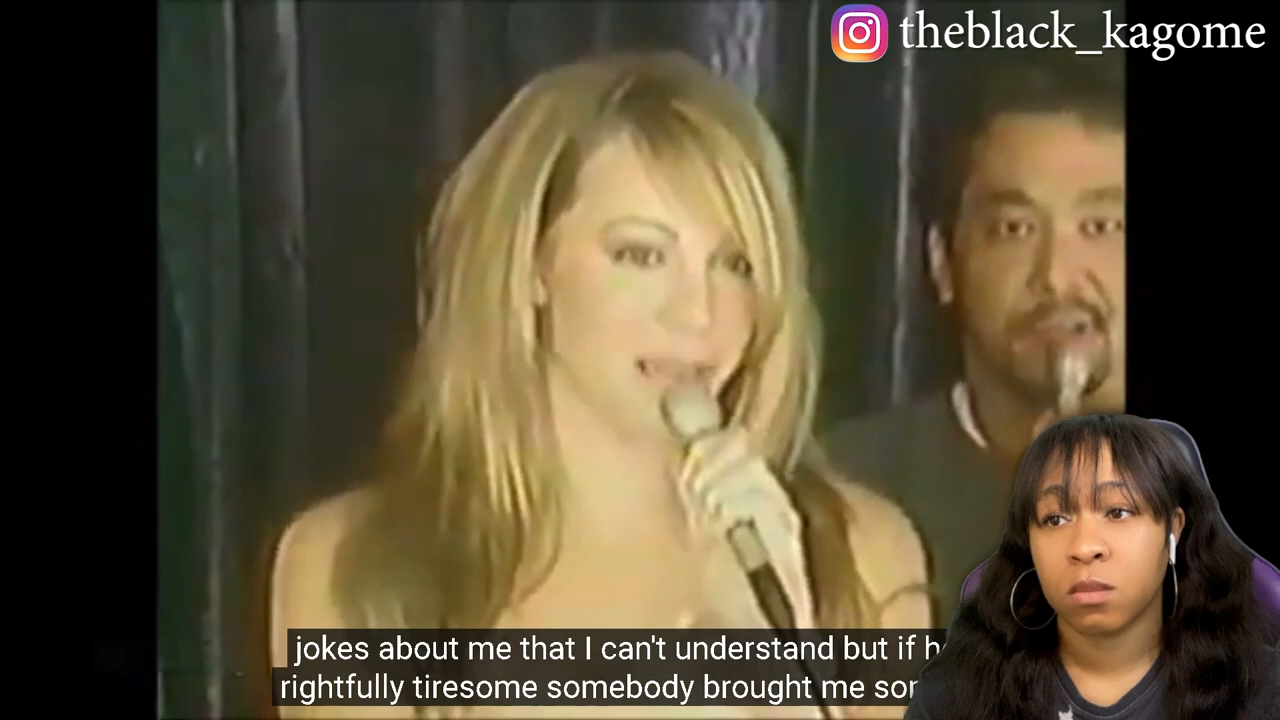 theblack_kagome
jokes about me that I can't understand but if
rightfully tiresome somebody brought me